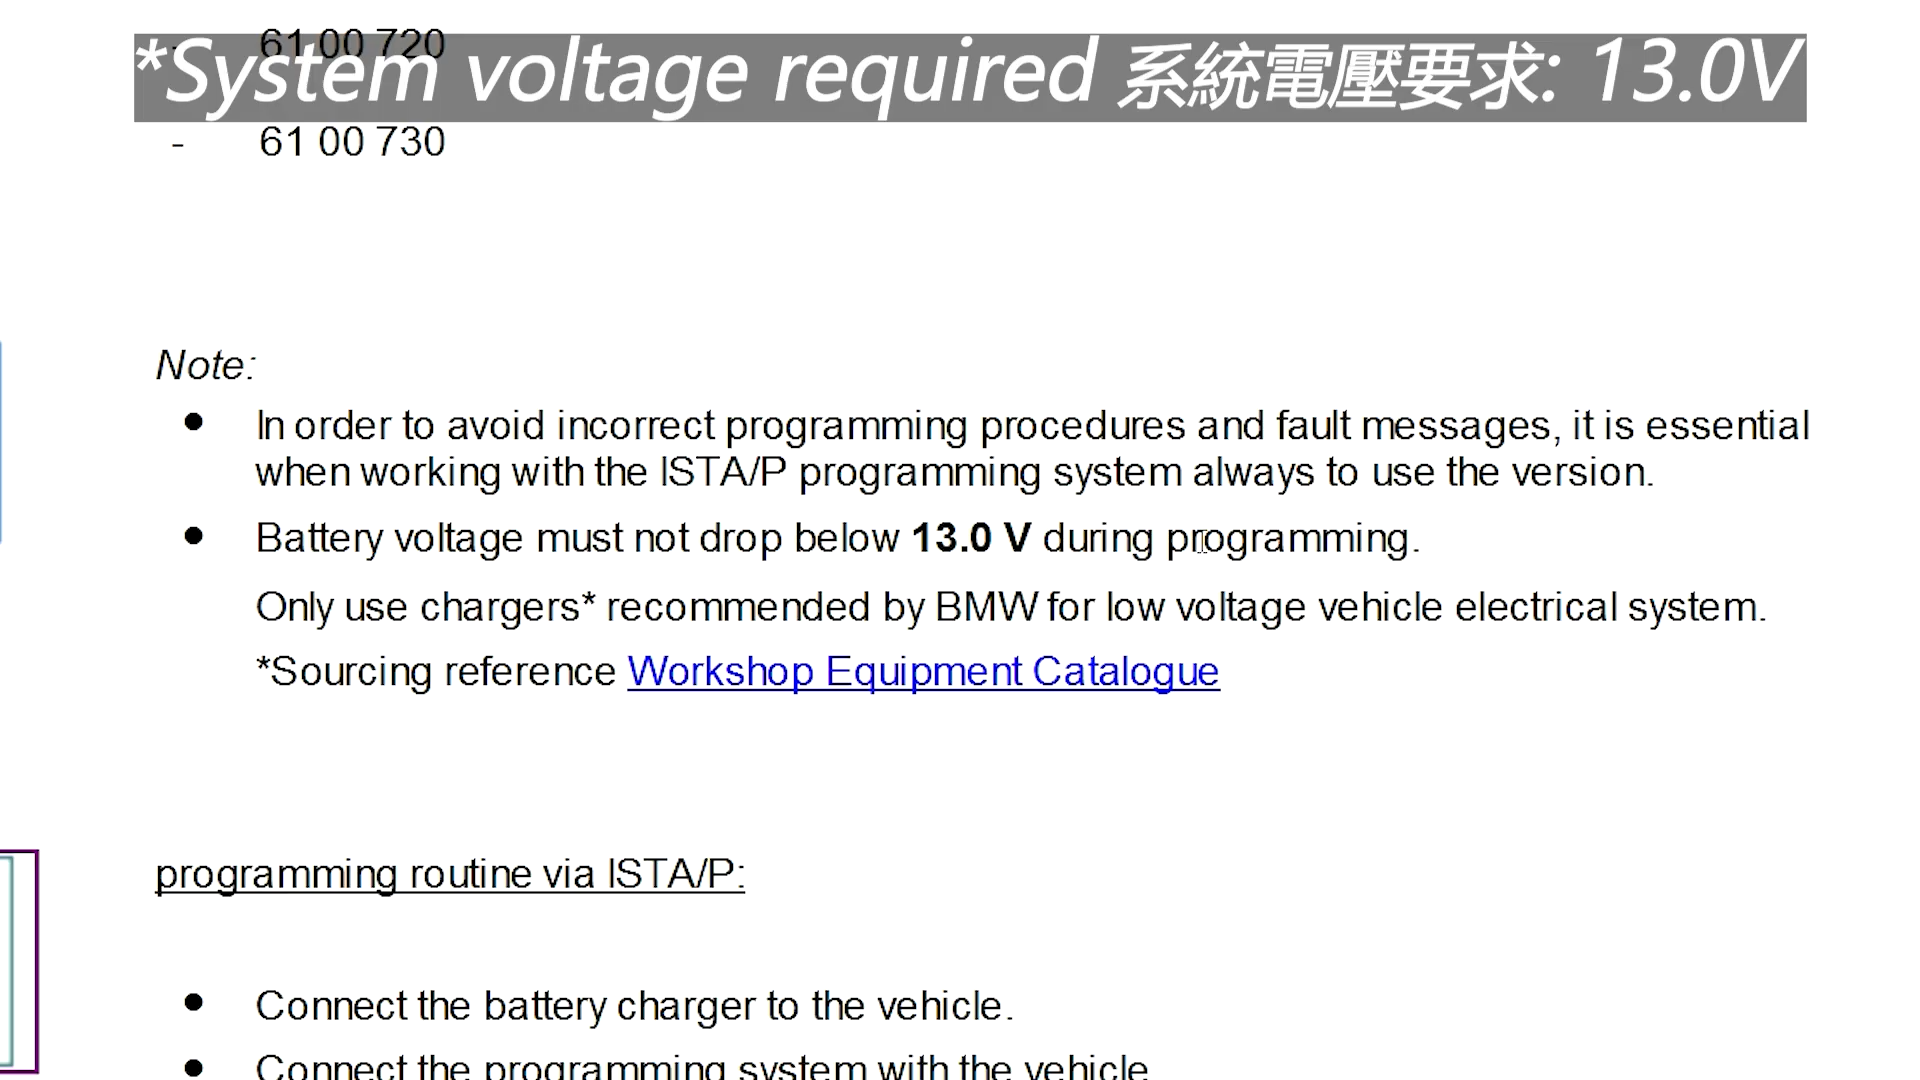 - 61 00 720
*System voltage required 系統電壓要求: 13.0V
- 61 00 730
Note:
● In order to avoid incorrect programming procedures and fault messages, it is essential
when working with the ISTA/P programming system always to use the version.
● Battery voltage must not drop below 13.0 V during programming.
Only use chargers* recommended by BMW for low voltage vehicle electrical system.
*Sourcing reference Workshop Equipment Catalogue
programming routine via ISTA/P:
● Connect the battery charger to the vehicle.
● Connect the programming system with the vehicle